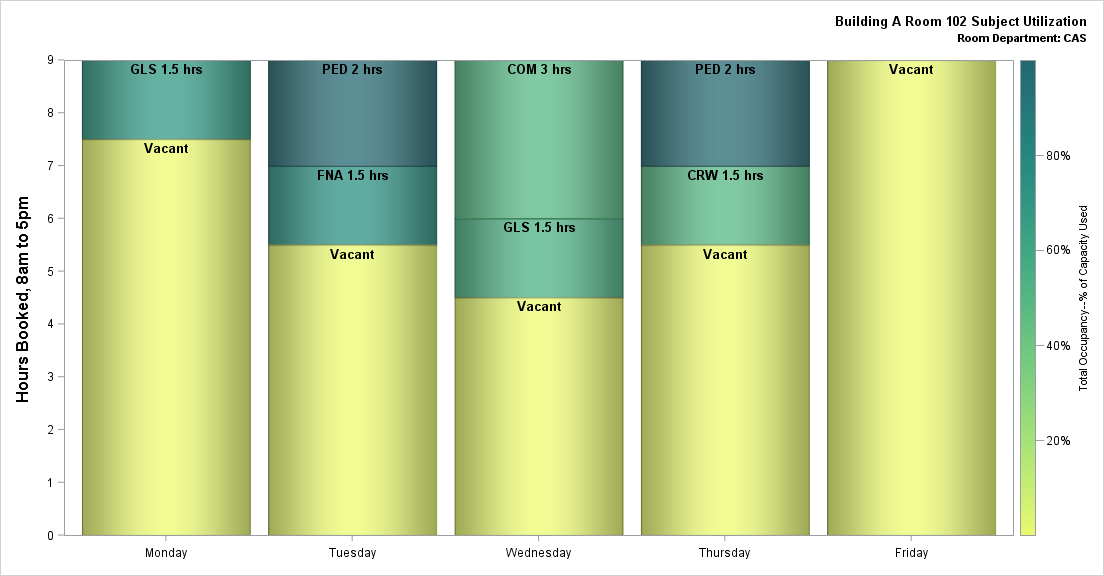 Building A Room 102 Subject Utilization
Room Department: CAS
Hours Booked, 8am to 5pm
9
8
7
6
5
4
3
2
1
0
GLS 1.5 hrs
Vacant
PED 2 hrs
FNA 1.5 hrs
Vacant
COM 3 hrs
GLS 1.5 hrs
Vacant
PED 2 hrs
CRW 1.5 hrs
Vacant
Vacant
Monday
Tuesday
Wednesday
Thursday
Friday
80%
60%
40%
20%
Total Occupancy--% of Capacity Used